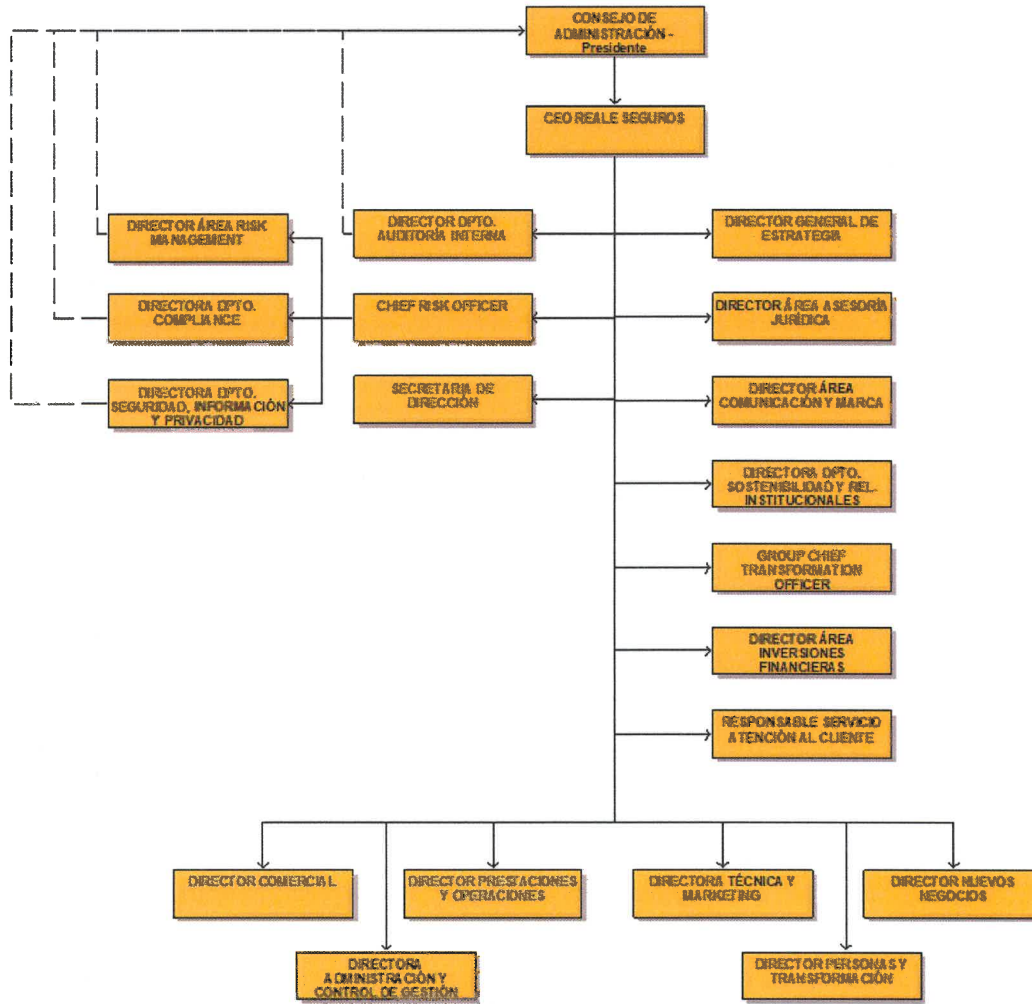 CONSEJO DE
ADMINISTRACIÓN -
Presidente
CEO REALE SEGUROS
DIRECTOR ÁREA RISK
MANAGEMENT
DIRECTOR DPTO.
AUDITORÍA INTERNA
DIRECTOR GENERAL DE
ESTRATEGIA
DIRECTORA DPTO.
COMPLIANCE
CHIEF RISK OFFICER
DIRECTOR ÁREA ASESORÍA
JURÍDICA
DIRECTORA DPTO.
SEGURIDAD, INFORMACIÓN
Y PRIVACIDAD
SECRETARIA DE
DIRECCIÓN
DIRECTOR ÁREA
COMUNICACIÓN Y MARCA
DIRECTORA DPTO.
SOSTENIBILIDAD Y REL.
INSTITUCIONALES
GROUP CHIEF
TRANSFORMATION
OFFICER
DIRECTOR ÁREA
INVERSIONES
FINANCIERAS
RESPONSABLE SERVICIO
ATENCIÓN AL CLIENTE
DIRECTOR COMERCIAL
DIRECTOR PRESTACIONES
Y OPERACIONES
DIRECTORA TÉCNICA Y
MARKETING
DIRECTOR NUEVOS
NEGOCIOS
DIRECTORA
ADMINISTRACIÓN Y
CONTROL DE GESTIÓN
DIRECTOR PERSONAS Y
TRANSFORMACIÓN